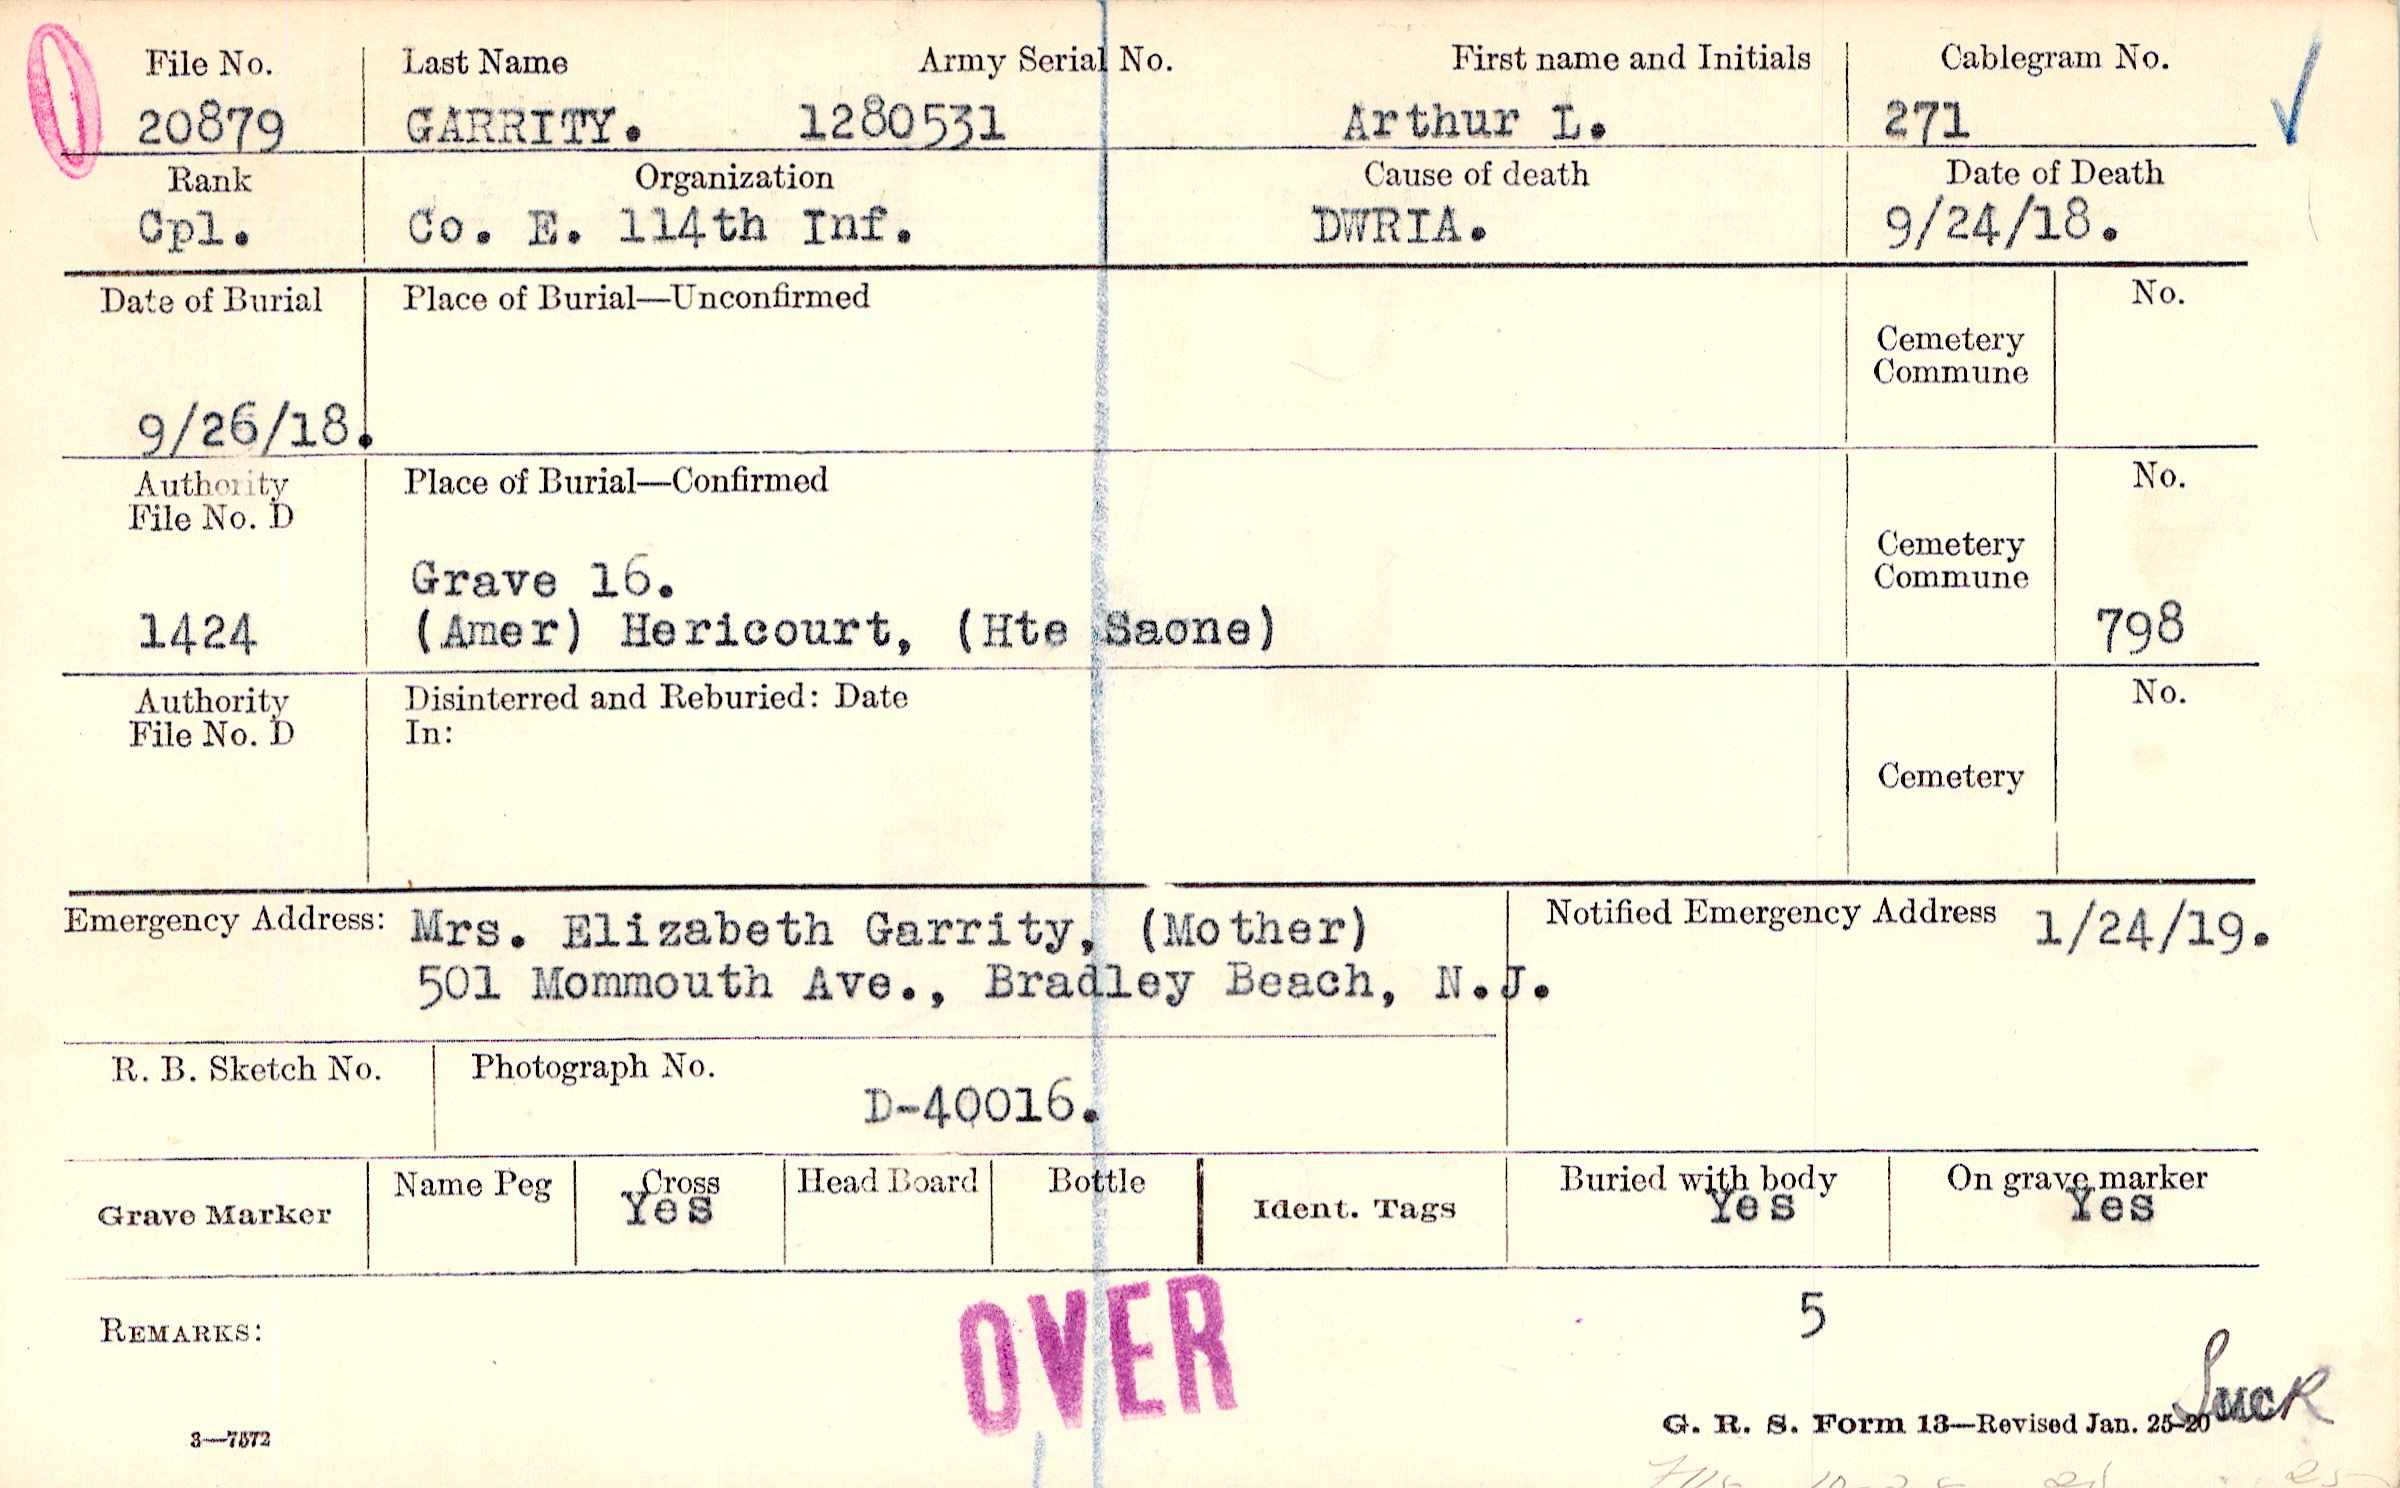 File No. Last Name Army Serial No. First name and Initials Cablegram No.
20879 GARRITY. 1280531 Arthur L. 271
Rank Organization Cause of death Date of Death
Cpl. Co. E. 114th Inf. DWRIA. 9/24/18.
Date of Burial Place of Burial—Unconfirmed No.
Cemetery
Commune
9/26/18.
Authority Place of Burial—Confirmed No.
File No. D
Cemetery
Commune
Grave 16.
1424 (Amer) Hericourt, (Hte Saone) 798
Authority Disinterred and Reburied: Date No.
File No. D In:
Cemetery
Emergency Address: Mrs. Elizabeth Garrity, (Mother) Notified Emergency Address 1/24/19.
501 Mommouth Ave., Bradley Beach, N.J.
R. B. Sketch No. Photograph No.
D-40016.
Name Peg Cross Head Board Bottle Buried with body On grave marker
Grave Marker Yes Ident. Tags Yes Yes
OVER 5
REMARKS:
3—7572 G. R. S. Form 13—Revised Jan. 25-20